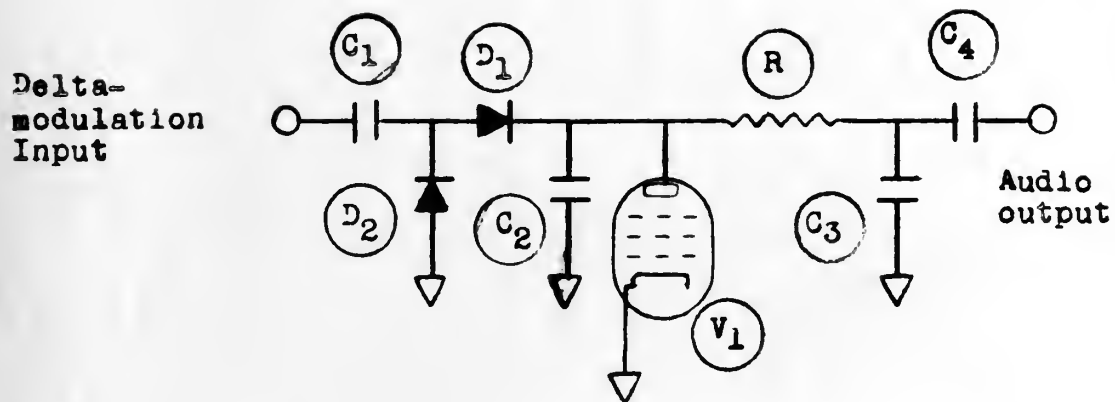 Delta-
modulation
Input
C1
D1
R
C4
D2
C2
V1
C3
Audio
output